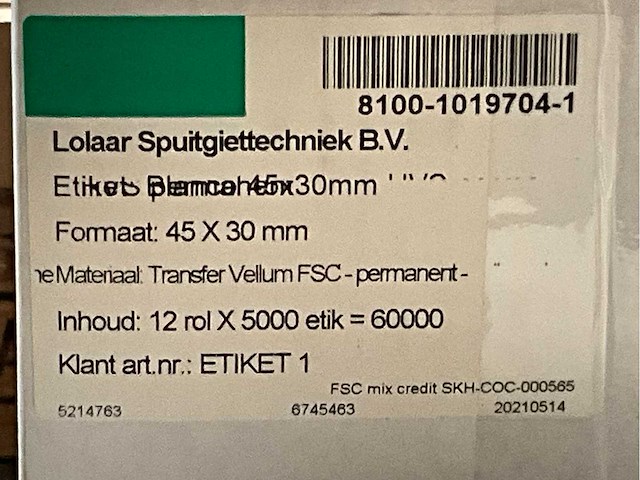 8100-1019704-1
Lolaar Spuitgiettechniek B.V.
45x30mm
Formaat: 45 X 30 mm
Materiaal: Transfer Vellum FSC - permanent -
Inhoud: 12 rol X 5000 etik = 60000
Klant art.nr.: ETIKET 1
FSC mix credit SKH-COC-000565
5214763 6745463 20210514